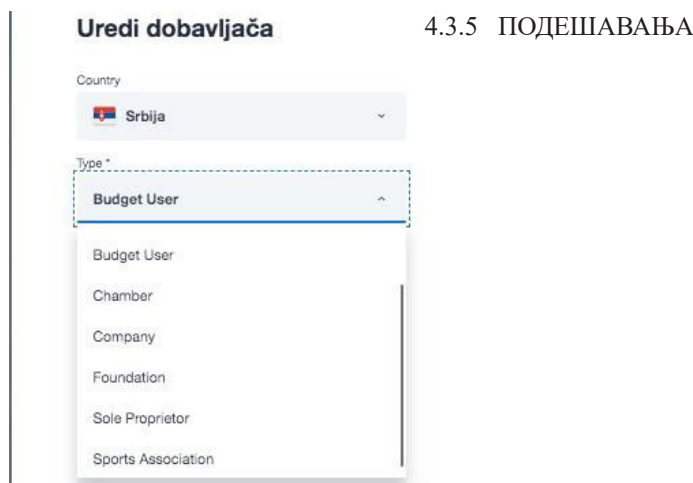 Uredi dobavljača
4.3.5 ПОДЕШАВАЊА
Country
Srbija
Type *
Budget User
Budget User
Chamber
Company
Foundation
Sole Proprietor
Sports Association